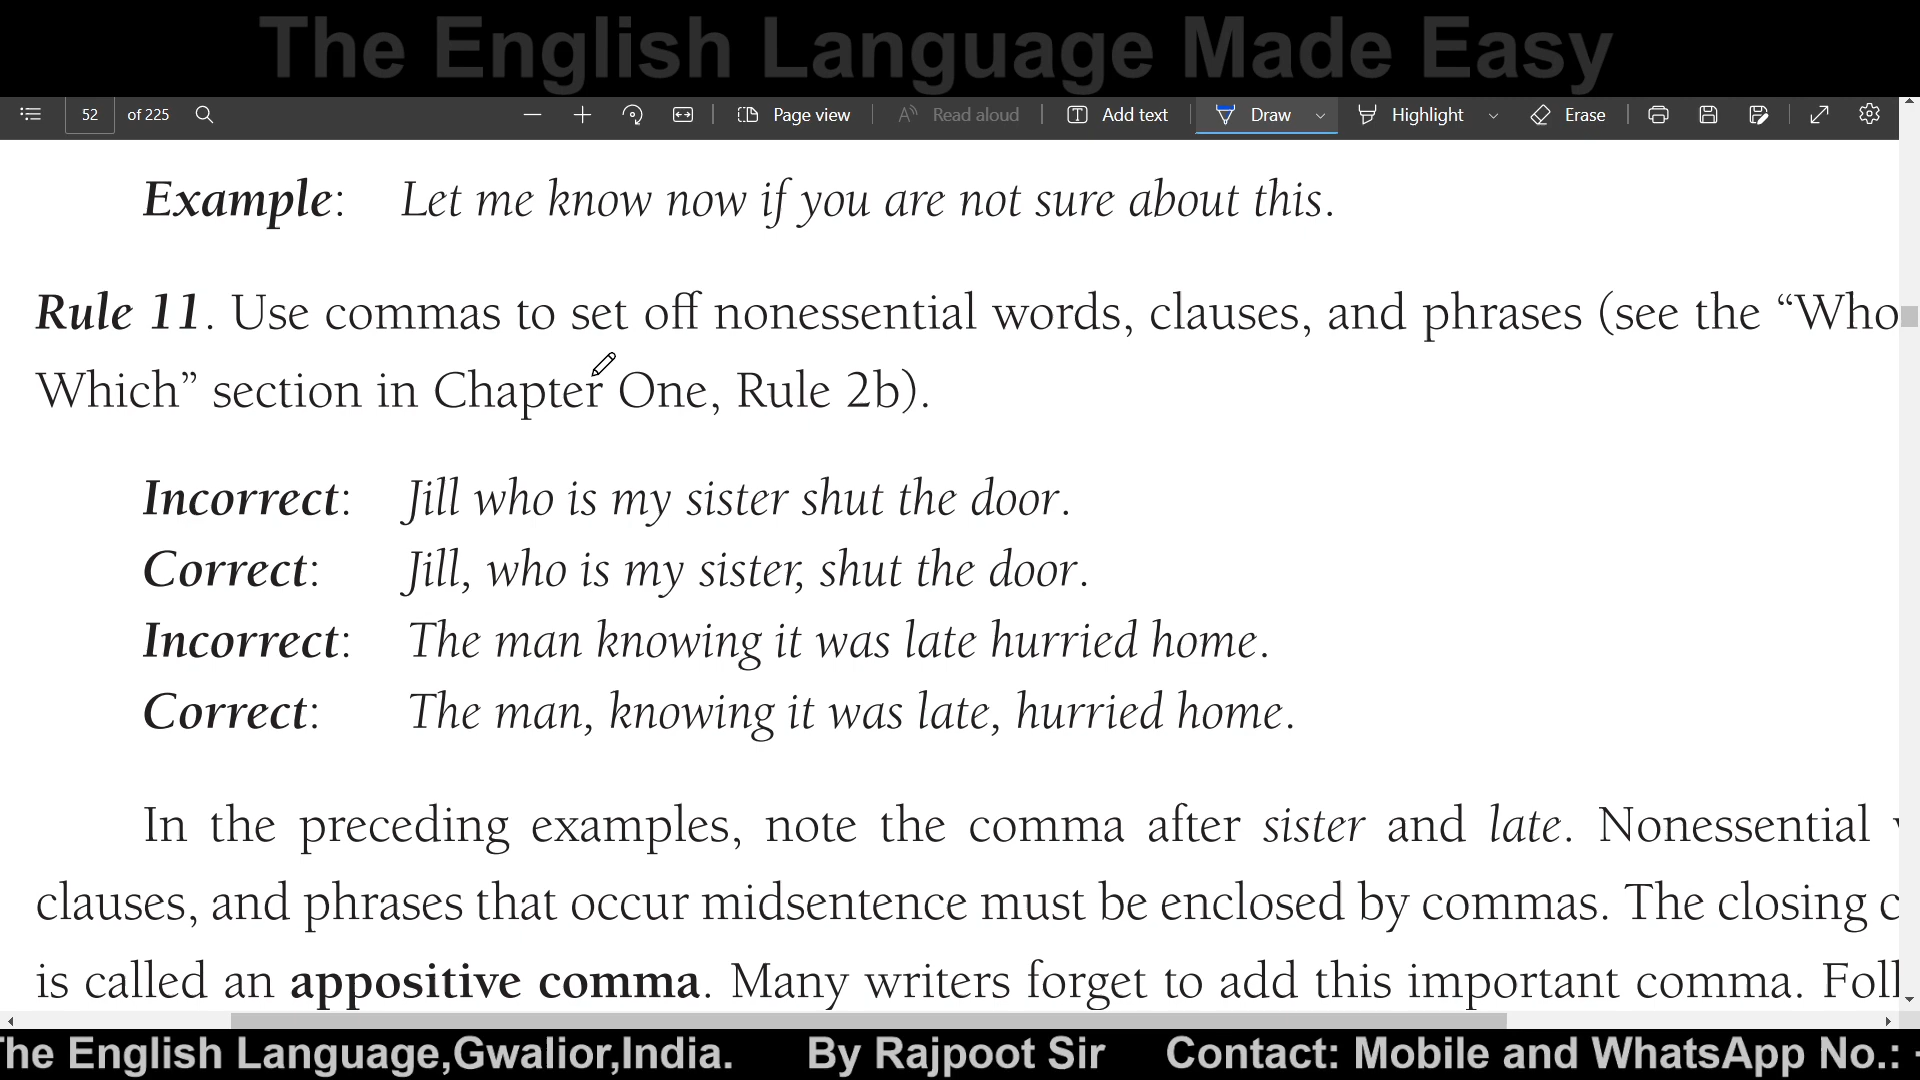 The English Language Made Easy
52 of 225 Page view Read aloud Add text Draw Highlight Erase
Example: Let me know now if you are not sure about this.
Rule 11. Use commas to set off nonessential words, clauses, and phrases (see the “Who
Which” section in Chapter One, Rule 2b).
Incorrect: Jill who is my sister shut the door.
Correct: Jill, who is my sister, shut the door.
Incorrect: The man knowing it was late hurried home.
Correct: The man, knowing it was late, hurried home.
In the preceding examples, note the comma after sister and late. Nonessential
clauses, and phrases that occur midsentence must be enclosed by commas. The closing c
is called an appositive comma. Many writers forget to add this important comma. Foll
he English Language,Gwalior,India. By Rajpoot Sir Contact: Mobile and WhatsApp No.: -